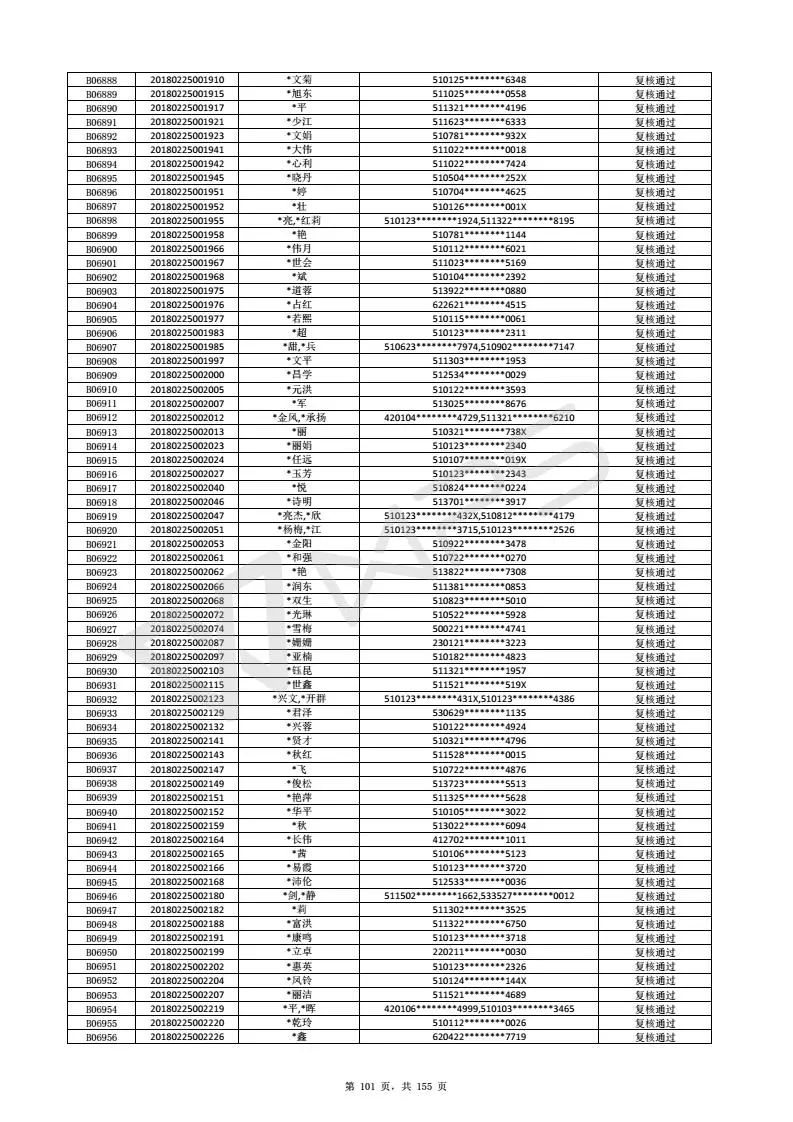 B06888 20180225001910 *文菊 510125********6348 复核通过
B06889 20180225001915 *旭东 511025********0558 复核通过
B06890 20180225001917 *平 511321********4196 复核通过
B06891 20180225001921 *少江 511623********6333 复核通过
B06892 20180225001923 *文娟 510781********932X 复核通过
B06893 20180225001941 *大伟 511022********0018 复核通过
B06894 20180225001942 *心利 511022********7424 复核通过
B06895 20180225001945 *晓丹 510504********252X 复核通过
B06896 20180225001951 *婷 510704********4625 复核通过
B06897 20180225001952 *壮 510126********001X 复核通过
B06898 20180225001955 *亮,*红莉 510123********1924,511322********8195 复核通过
B06899 20180225001958 *艳 510781********1144 复核通过
B06900 20180225001966 *伟月 510112********6021 复核通过
B06901 20180225001967 *世会 511023********5169 复核通过
B06902 20180225001968 *斌 510104********2392 复核通过
B06903 20180225001975 *道蓉 513922********0880 复核通过
B06904 20180225001976 *占红 622621********4515 复核通过
B06905 20180225001977 *若熙 510115********0061 复核通过
B06906 20180225001983 *超 510123********2311 复核通过
B06907 20180225001985 *甜,*兵 510623********7974,510902********7147 复核通过
B06908 20180225001997 *文平 511303********1953 复核通过
B06909 20180225002000 *昌学 512534********0029 复核通过
B06910 20180225002005 *元洪 510122********3593 复核通过
B06911 20180225002007 *军 513025********8676 复核通过
B06912 20180225002012 *金风,*承扬 420104********4729,511321********6210 复核通过
B06913 20180225002013 *丽 510321********738X 复核通过
B06914 20180225002023 *丽娟 510123********2340 复核通过
B06915 20180225002024 *任远 510107********019X 复核通过
B06916 20180225002027 *玉芳 510123********2343 复核通过
B06917 20180225002040 *悦 510824********0224 复核通过
B06918 20180225002046 *诗明 513701********3917 复核通过
B06919 20180225002047 *亮杰,*欣 510123********432X,510812********4179 复核通过
B06920 20180225002051 *杨梅,*江 510123********3715,510123********2526 复核通过
B06921 20180225002053 *金阳 510922********3478 复核通过
B06922 20180225002061 *和强 510722********0270 复核通过
B06923 20180225002062 *艳 513822********7308 复核通过
B06924 20180225002066 *润东 511381********0853 复核通过
B06925 20180225002068 *双生 510823********5010 复核通过
B06926 20180225002072 *光琳 510522********5928 复核通过
B06927 20180225002074 *雪梅 500221********4741 复核通过
B06928 20180225002087 *姗姗 230121********3223 复核通过
B06929 20180225002097 *亚楠 510182********4823 复核通过
B06930 20180225002103 *钰昆 511321********1957 复核通过
B06931 20180225002115 *世鑫 511521********519X 复核通过
B06932 20180225002123 *兴文,*开群 510123********431X,510123********4386 复核通过
B06933 20180225002129 *君泽 530629********1135 复核通过
B06934 20180225002132 *兴蓉 510122********4924 复核通过
B06935 20180225002141 *贤才 510321********4796 复核通过
B06936 20180225002143 *秋红 511528********0015 复核通过
B06937 20180225002147 *飞 510722********4876 复核通过
B06938 20180225002149 *俊松 513723********5513 复核通过
B06939 20180225002151 *艳萍 511325********5628 复核通过
B06940 20180225002152 *华平 510105********3022 复核通过
B06941 20180225002159 *秋 513022********6094 复核通过
B06942 20180225002164 *长伟 412702********1011 复核通过
B06943 20180225002165 *茜 510106********5123 复核通过
B06944 20180225002166 *易霞 510123********3720 复核通过
B06945 20180225002168 *沛伦 512533********0036 复核通过
B06946 20180225002180 *剑,*静 511502********1662,533527********0012 复核通过
B06947 20180225002182 *莉 511302********3525 复核通过
B06948 20180225002188 *富洪 511322********6750 复核通过
B06949 20180225002191 *康鸣 510123********3718 复核通过
B06950 20180225002199 *立卓 220211********0030 复核通过
B06951 20180225002202 *惠英 510123********2326 复核通过
B06952 20180225002204 *凤铃 510124********144X 复核通过
B06953 20180225002207 *丽洁 511521********4689 复核通过
B06954 20180225002219 *平,*晖 420106********4999,510103********3465 复核通过
B06955 20180225002220 *乾玲 510112********0026 复核通过
B06956 20180225002226 *鑫 620422********7719 复核通过
WPS
第 101 页, 共 155 页